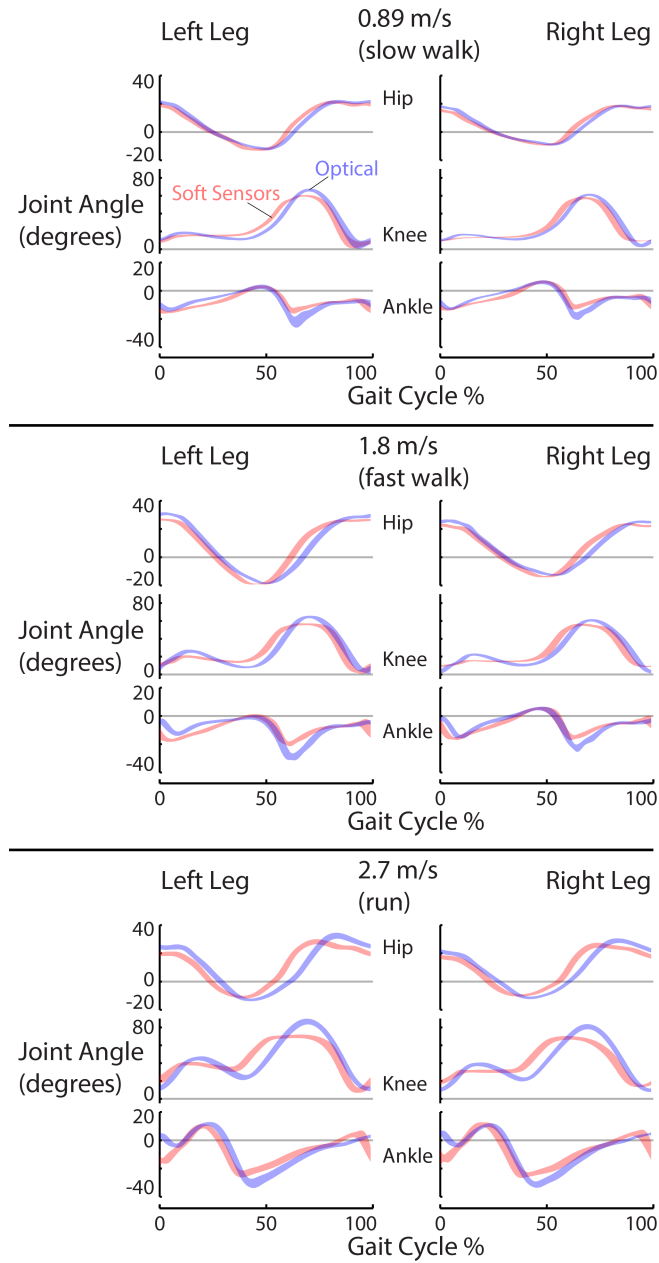 Left Leg
0.89 m/s
(slow walk)
Right Leg
40
0
-20
Hip
80
0
Optical
Soft Sensors
Joint Angle
(degrees)
Knee
20
0
-40
Ankle
0 50 100 0 50 100
Gait Cycle %
Left Leg
1.8 m/s
(fast walk)
Right Leg
40
0
-20
Hip
80
0
Joint Angle
(degrees)
Knee
20
0
-40
Ankle
0 50 100 0 50 100
Gait Cycle %
Left Leg
2.7 m/s
(run)
Right Leg
40
0
-20
Hip
80
0
Joint Angle
(degrees)
Knee
20
0
-40
Ankle
0 50 100 0 50 100
Gait Cycle %